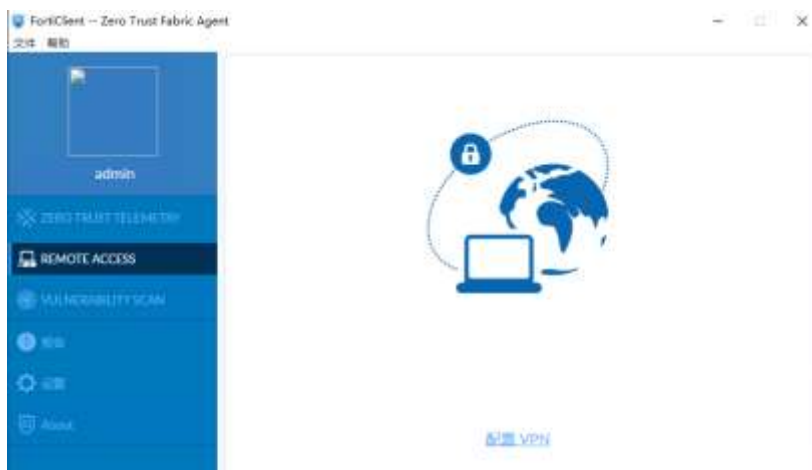 FortiClient -- Zero Trust Fabric Agent
文件 帮助
admin
ZERO TRUST TELEMETRY
REMOTE ACCESS
VULNERABILITY SCAN
设置
About
配置 VPN